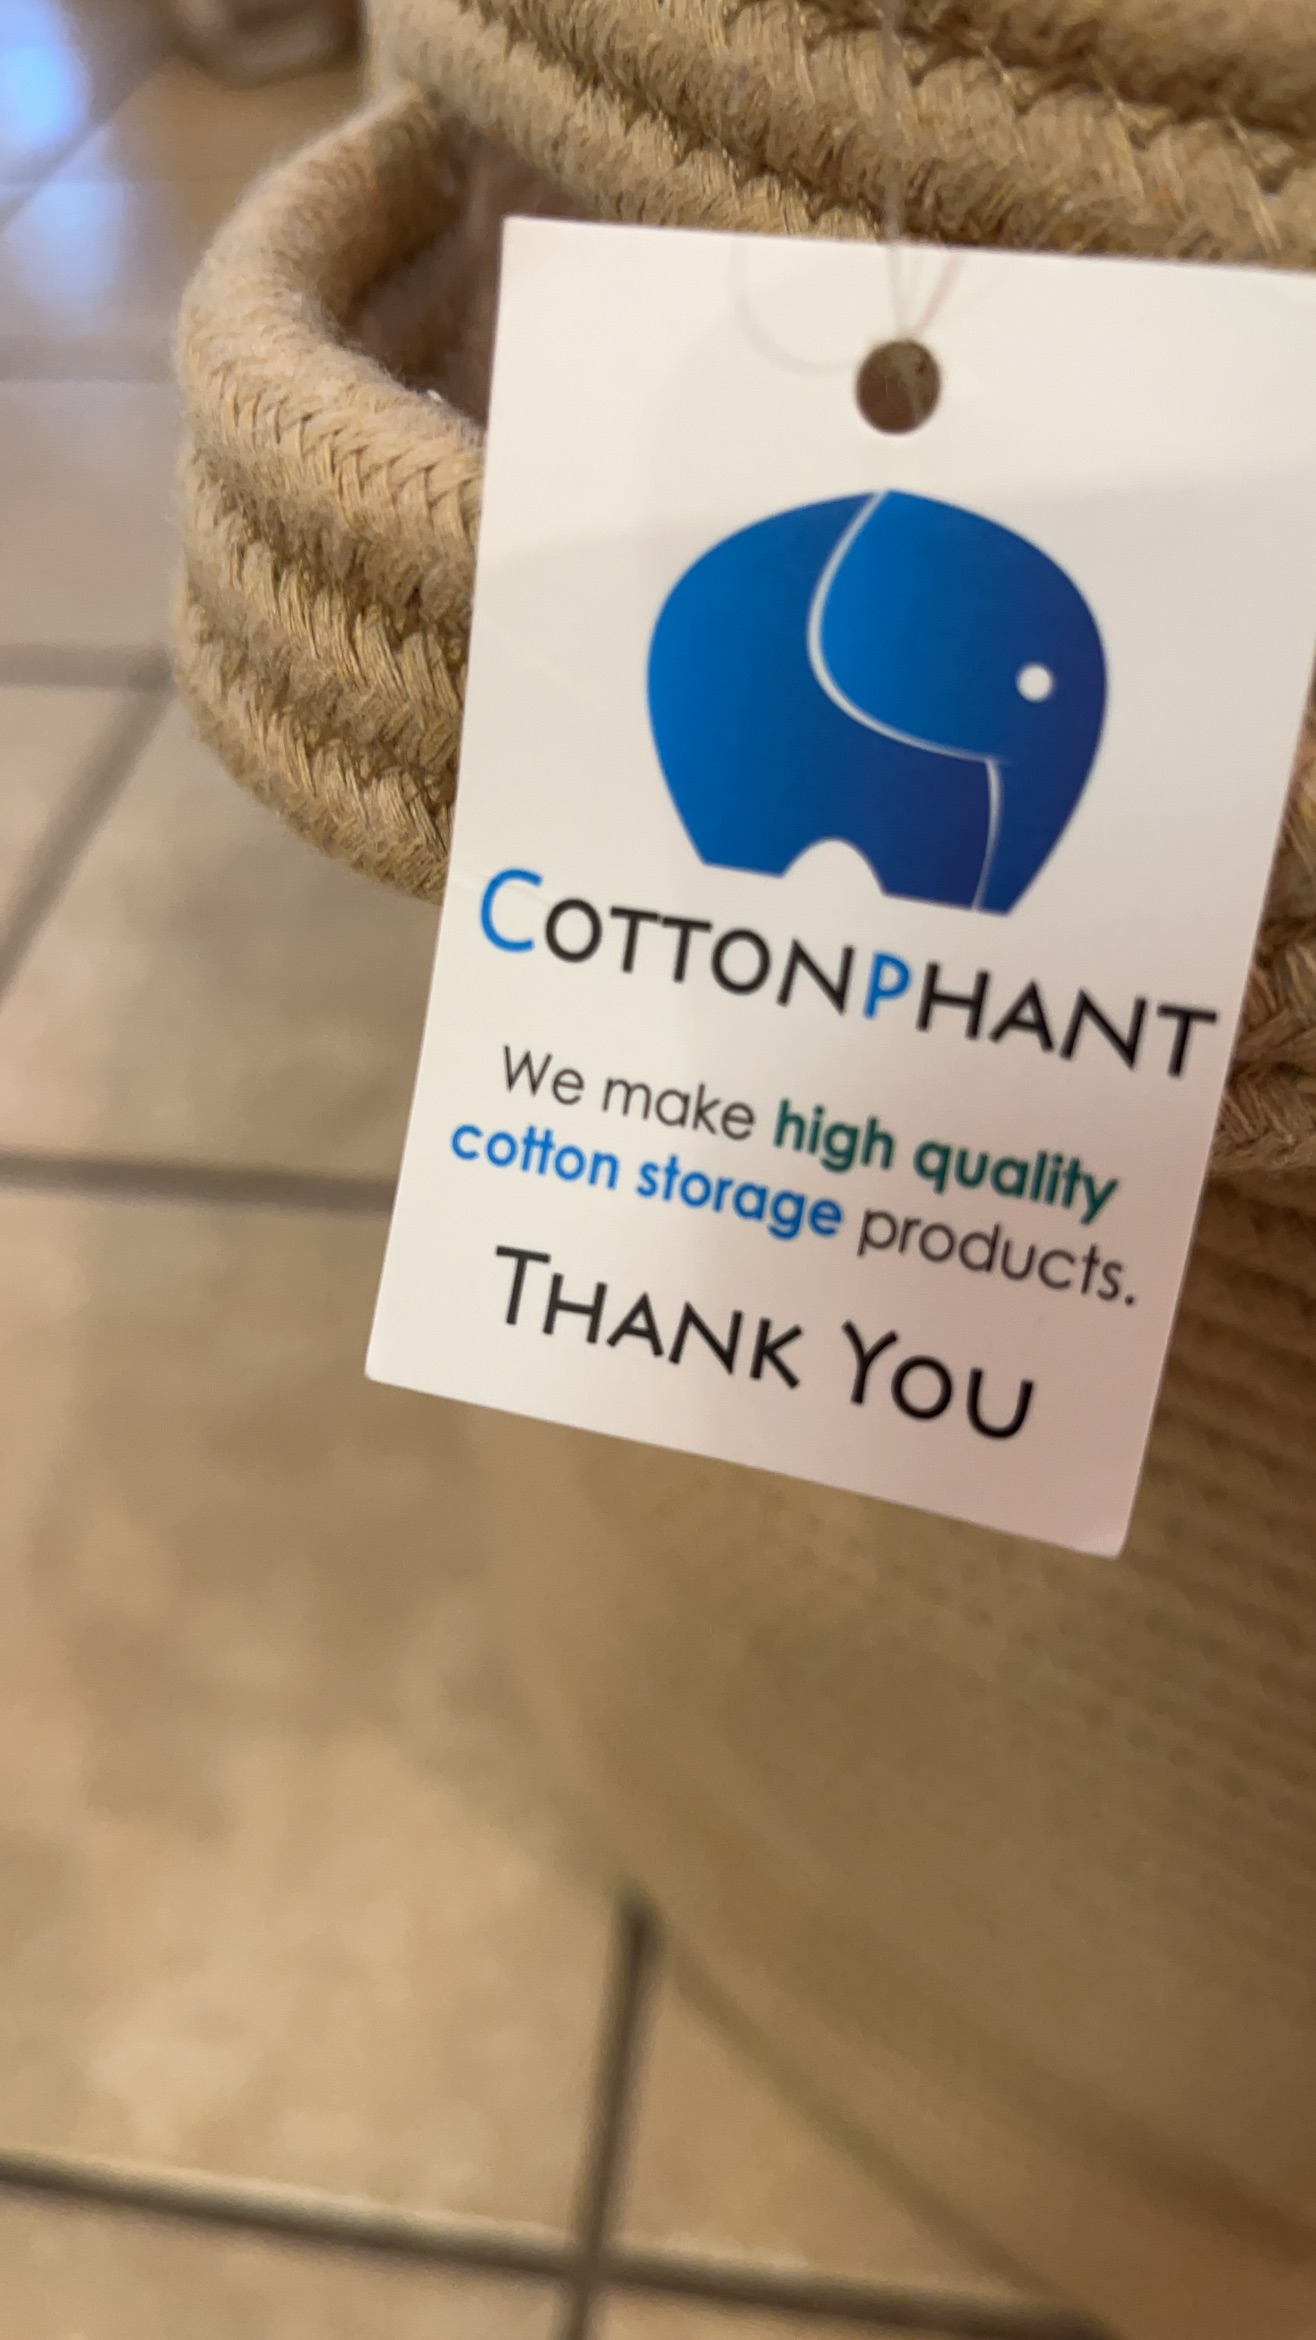 COTTONPHANT
We make high quality
cotton storage products.
THANK YOU